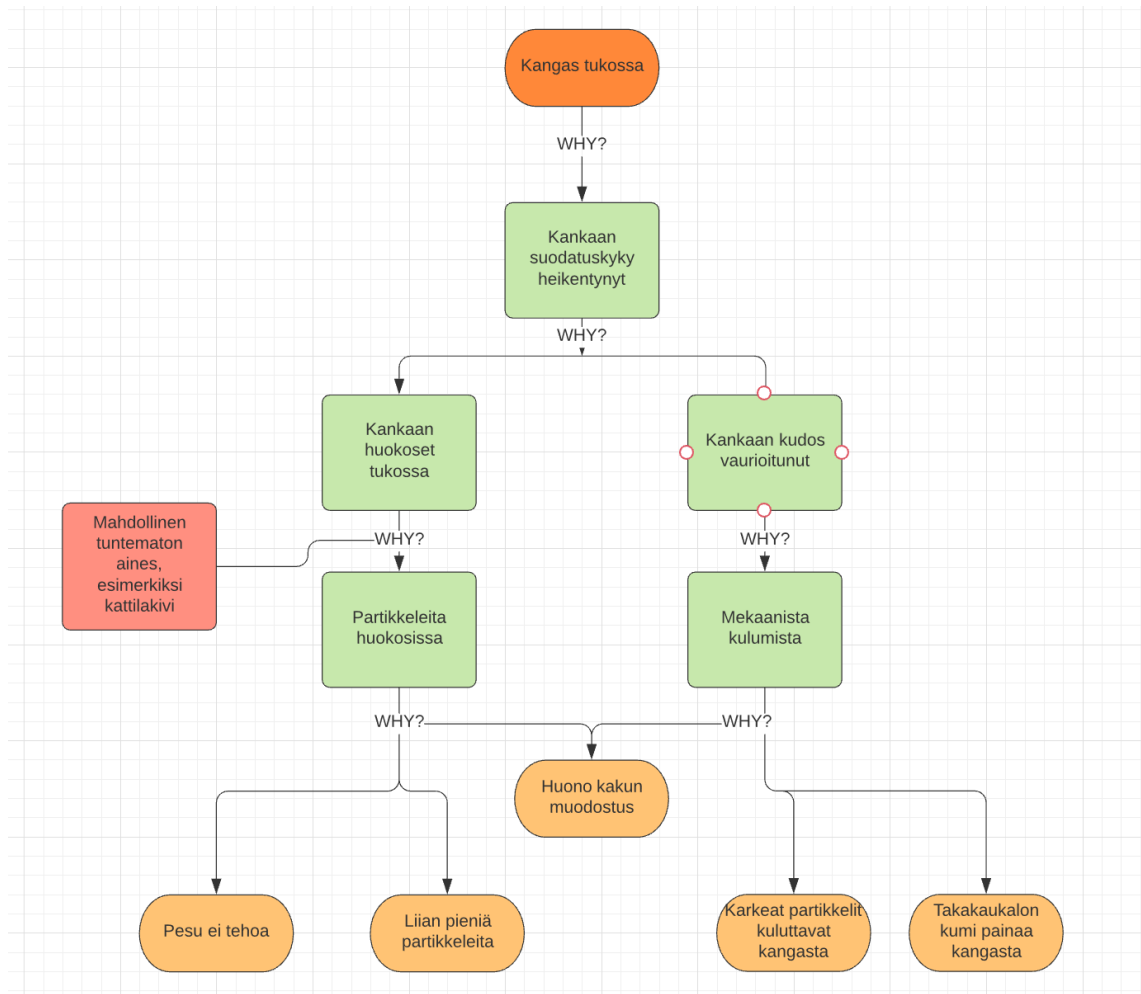 Kangas tukossa
WHY?
Kankaan
suodatuskyky
heikentynyt
WHY?
Kankaan
huokoset
tukossa
Kankaan kudos
vaurioitunut
Mahdollinen
tuntematon
aines,
esimerkiksi
kattilakivi
WHY?
WHY?
Partikkeleita
huokosissa
Mekaanista
kulumista
WHY?
WHY?
Huono kakun
muodostus
Pesu ei tehoa
Liian pieniä
partikkeleita
Karkeat partikkelit
kuluttavat
kangasta
Takakaukalon
kumi painaa
kangasta